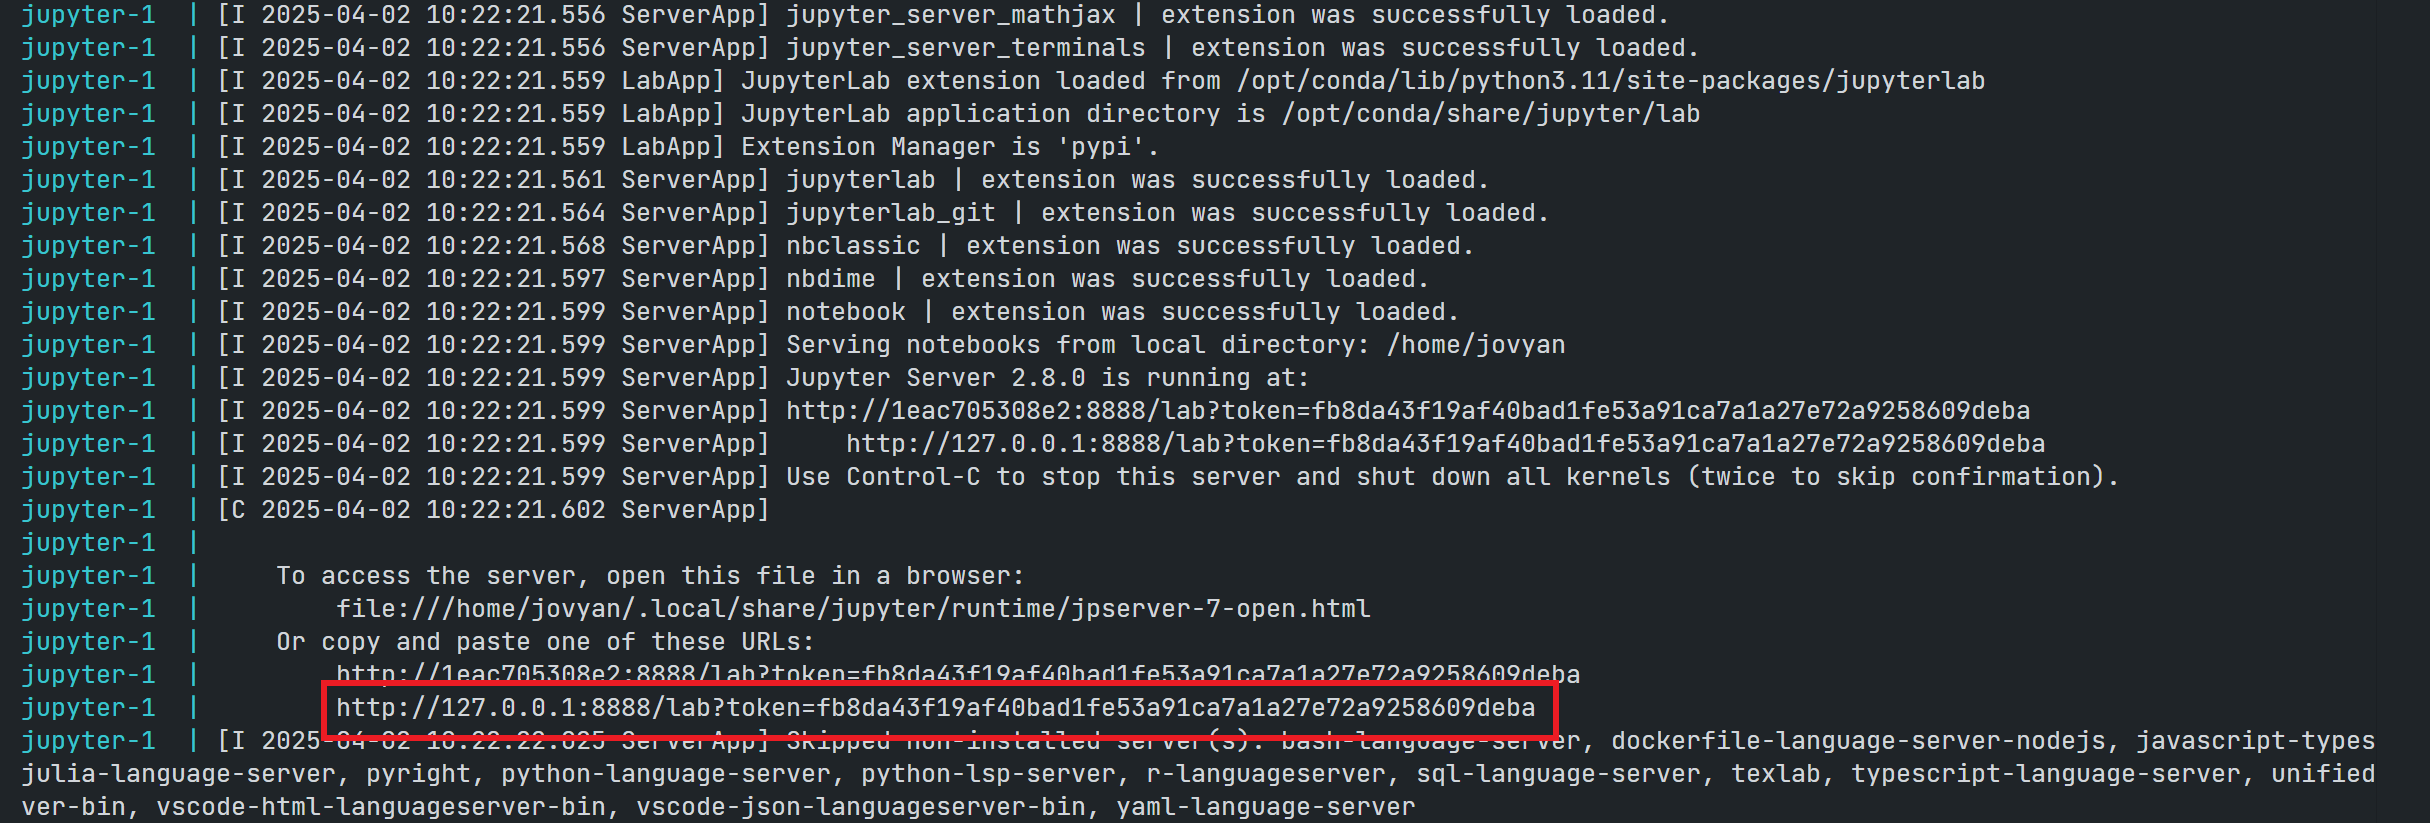 jupyter-1  | [I 2025-04-02 10:22:21.556 ServerApp] jupyter_server_mathjax | extension was successfully loaded.
jupyter-1  | [I 2025-04-02 10:22:21.556 ServerApp] jupyter_server_terminals | extension was successfully loaded.
jupyter-1  | [I 2025-04-02 10:22:21.559 LabApp] JupyterLab extension loaded from /opt/conda/lib/python3.11/site-packages/jupyterlab
jupyter-1  | [I 2025-04-02 10:22:21.559 LabApp] JupyterLab application directory is /opt/conda/share/jupyter/lab
jupyter-1  | [I 2025-04-02 10:22:21.559 LabApp] Extension Manager is 'pypi'.
jupyter-1  | [I 2025-04-02 10:22:21.561 ServerApp] jupyterlab | extension was successfully loaded.
jupyter-1  | [I 2025-04-02 10:22:21.564 ServerApp] jupyterlab_git | extension was successfully loaded.
jupyter-1  | [I 2025-04-02 10:22:21.568 ServerApp] nbclassic | extension was successfully loaded.
jupyter-1  | [I 2025-04-02 10:22:21.597 ServerApp] nbdime | extension was successfully loaded.
jupyter-1  | [I 2025-04-02 10:22:21.599 ServerApp] notebook | extension was successfully loaded.
jupyter-1  | [I 2025-04-02 10:22:21.599 ServerApp] Serving notebooks from local directory: /home/jovyan
jupyter-1  | [I 2025-04-02 10:22:21.599 ServerApp] Jupyter Server 2.8.0 is running at:
jupyter-1  | [I 2025-04-02 10:22:21.599 ServerApp] http://1eac705308e2:8888/lab?token=fb8da43f19af40bad1fe53a91ca7a1a27e72a9258609deba
jupyter-1  | [I 2025-04-02 10:22:21.599 ServerApp]     http://127.0.0.1:8888/lab?token=fb8da43f19af40bad1fe53a91ca7a1a27e72a9258609deba
jupyter-1  | [I 2025-04-02 10:22:21.599 ServerApp] Use Control-C to stop this server and shut down all kernels (twice to skip confirmation).
jupyter-1  | [C 2025-04-02 10:22:21.602 ServerApp]
jupyter-1  |
jupyter-1  |     To access the server, open this file in a browser:
jupyter-1  |         file:///home/jovyan/.local/share/jupyter/runtime/jpserver-7-open.html
jupyter-1  |     Or copy and paste one of these URLs:
jupyter-1  |         http://1eac705308e2:8888/lab?token=fb8da43f19af40bad1fe53a91ca7a1a27e72a9258609deba
jupyter-1  |         http://127.0.0.1:8888/lab?token=fb8da43f19af40bad1fe53a91ca7a1a27e72a9258609deba
jupyter-1  | [I 2025-04-02 ServerApp] Skipped non-installed server(s): bash-language-server, dockerfile-language-server-nodejs, javascript-types
julia-language-server, pyright, python-language-server, python-lsp-server, r-languageserver, sql-language-server, texlab, typescript-language-server, unified
ver-bin, vscode-html-languageserver-bin, vscode-json-languageserver-bin, yaml-language-server